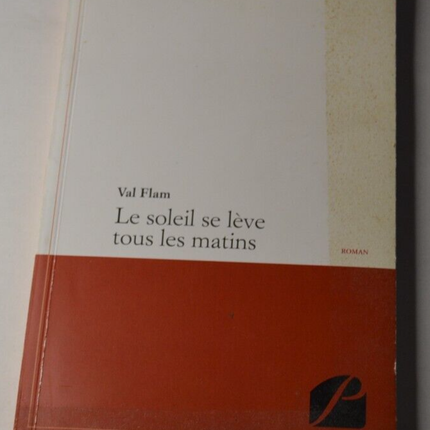 Val Flam
Le soleil se lève
tous les matins
ROMAN